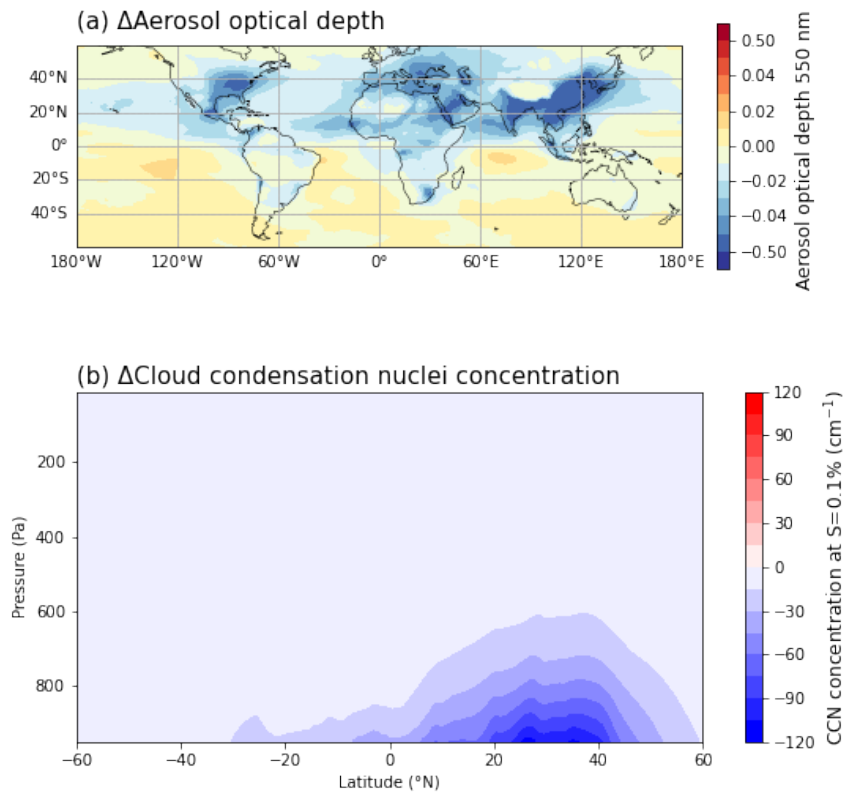 (a) ΔAerosol optical depth
40°N
20°N
0°
20°S
40°S
180°W
120°W
60°W
0°
60°E
120°E
180°E
0.50
0.04
0.02
0.00
−0.02
−0.04
−0.50
Aerosol optical depth 550 nm
(b) ΔCloud condensation nuclei concentration
200
400
600
800
Pressure (Pa)
−60
−40
−20
0
20
40
60
Latitude (°N)
120
90
60
30
0
−30
−60
−90
−120
CCN concentration at S=0.1% (cm⁻¹)